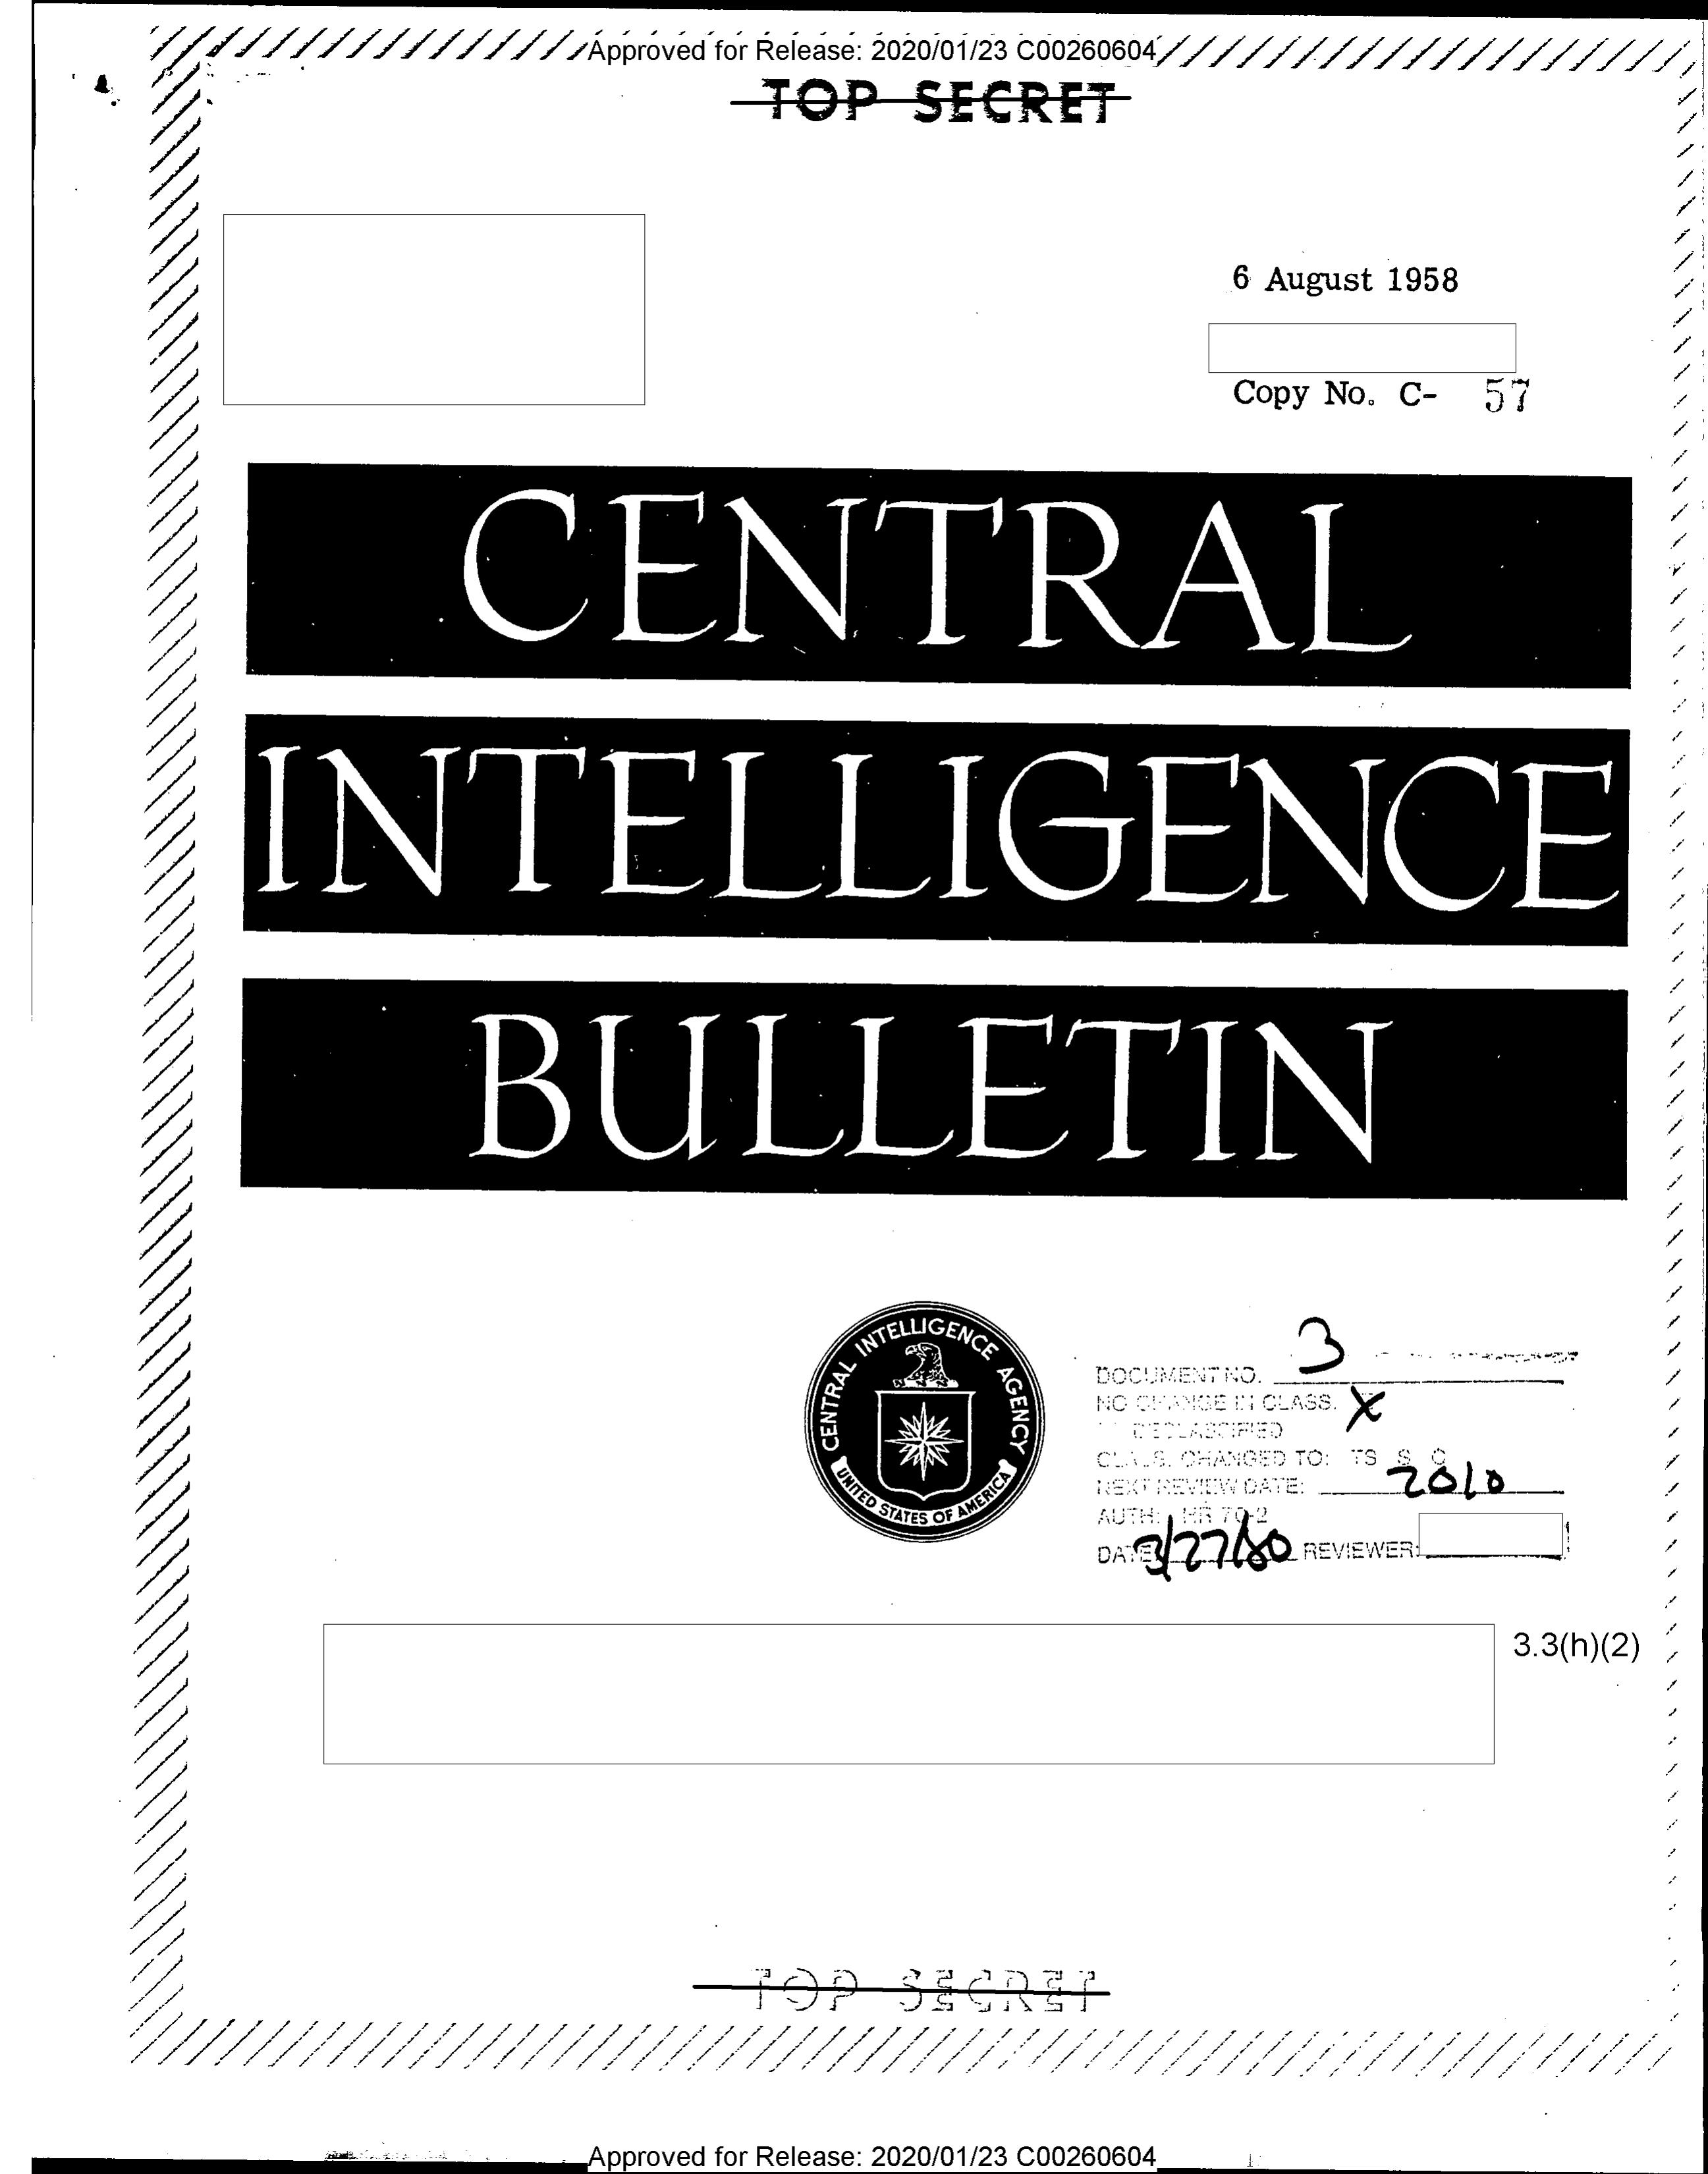 Approved for Release: 2020/01/23 C00260604
TOP SECRET
6 August 1958
Copy No. C- 57
CENTRAL
INTELLIGENCE
BULLETIN
CENTRAL INTELLIGENCE AGENCY
UNITED STATES OF AMERICA
DOCUMENT NO. 3
NO CHANGE IN CLASS. X
DECLASSIFIED
CLASS. CHANGED TO: TS S C
NEXT REVIEW DATE: 2010
AUTH: HR 70-2
DATE: 3/27/80 REVIEWER:
3.3(h)(2)
TOP SECRET
Approved for Release: 2020/01/23 C00260604